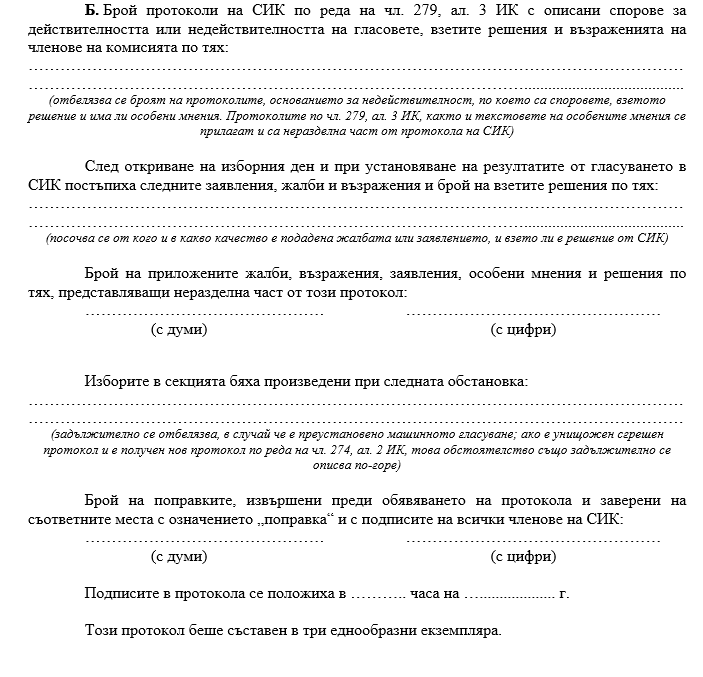 Б. Брой протоколи на СИК по реда на чл. 279, ал. 3 ИК с описани спорове за
действителността или недействителността на гласовете, взетите решения и възраженията на
членове на комисията по тях:
……………………………………………………………………………………………………………
……………………………………………………………………………….............................................
(отбелязва се броят на протоколите, основанието за недействителност, по което са споровете, взетото
решение и има ли особени мнения. Протоколите по чл. 279, ал. 3 ИК, както и текстовете на особените мнения се
прилагат и са неразделна част от протокола на СИК)
След откриване на изборния ден и при установяване на резултатите от гласуването в
СИК постъпиха следните заявления, жалби и възражения и брой на взетите решения по тях:
……………………………………………………………………………………………………………
……………………………………………………………………………….............................................
(посочва се от кого и в какво качество е подадена жалбата или заявлението, и взето ли е решение от СИК)
Брой на приложените жалби, възражения, заявления, особени мнения и решения по
тях, представляващи неразделна част от този протокол:
……………………………………… …………………………………………
(с думи) (с цифри)
Изборите в секцията бяха произведени при следната обстановка:
……………………………………………………………………………………………………………
……………………………………………………………………………………………………………
(задължително се отбелязва, в случай че е преустановено машинното гласуване; ако е унищожен сгрешен
протокол и е получен нов протокол по реда на чл. 274, ал. 2 ИК, това обстоятелство също задължително се
описва по-горе)
Брой на поправките, извършени преди обявяването на протокола и заверени на
съответните места с означението „поправка“ и с подписите на всички членове на СИК:
……………………………………… …………………………………………
(с думи) (с цифри)
Подписите в протокола се положиха в ……….. часа на …................... г.
Този протокол беше съставен в три еднообразни екземпляра.